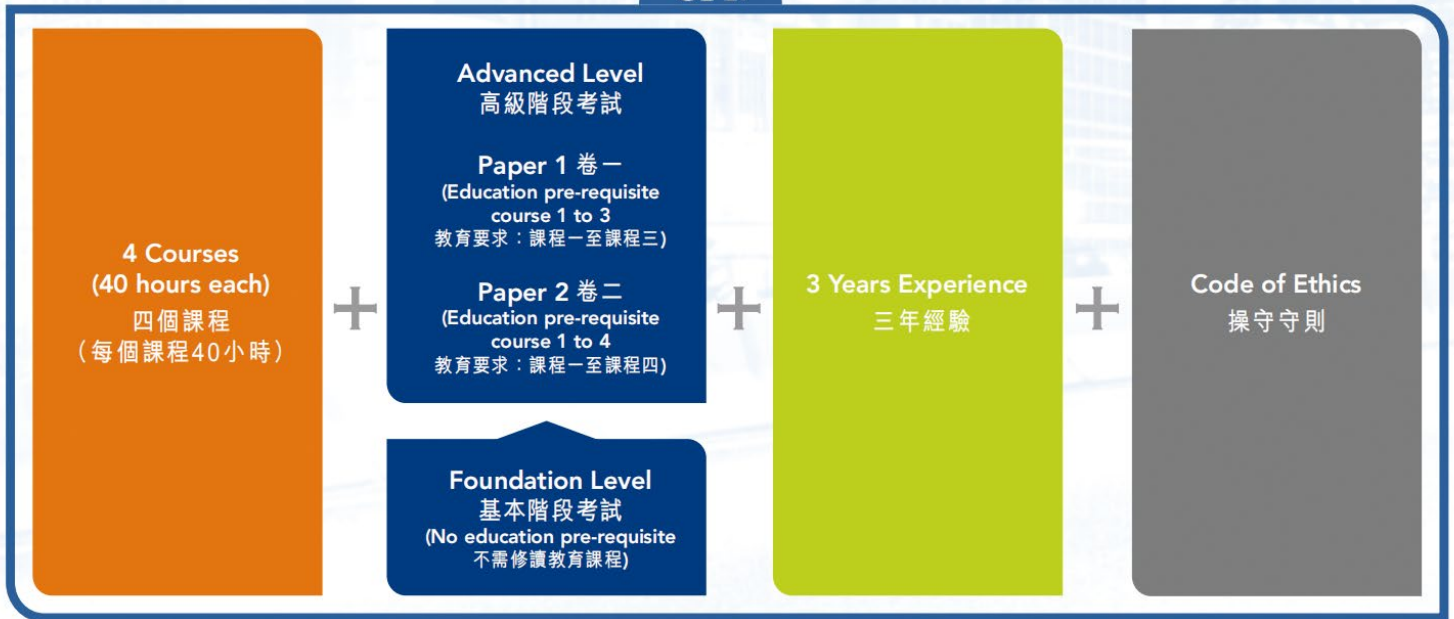 4 Courses
(40 hours each)
四個課程
（每個課程40小時）
Advanced Level
高級階段考試
Paper 1 卷一
(Education pre-requisite
course 1 to 3
教育要求：課程一至課程三)
Paper 2 卷二
(Education pre-requisite
course 1 to 4
教育要求：課程一至課程四)
Foundation Level
基本階段考試
(No education pre-requisite
不需修讀教育課程)
3 Years Experience
三年經驗
Code of Ethics
操守守則